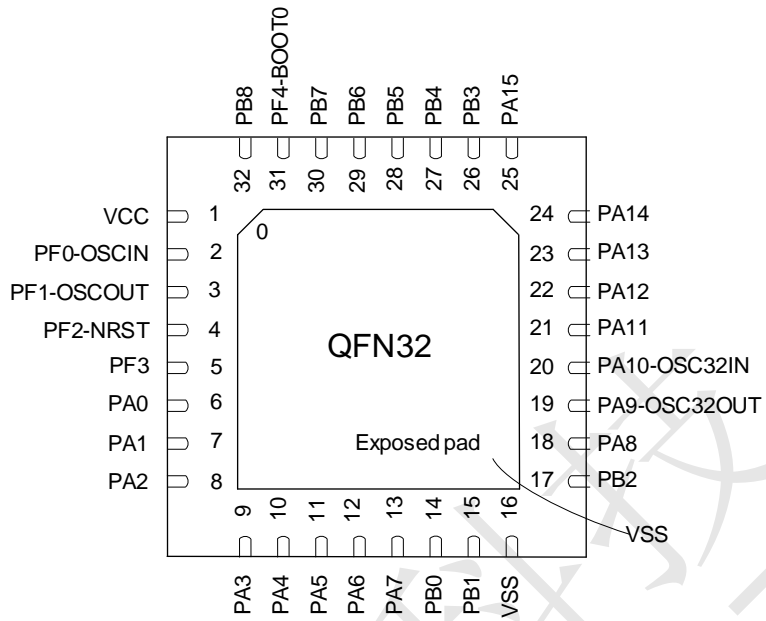 PB8
PF4-BOOT0
PB7
PB6
PB5
PB4
PB3
PA15
32
31
30
29
28
27
26
25
VCC 1
PF0-OSCIN 2
PF1-OSCOUT 3
PF2-NRST 4
PF3 5
PA0 6
PA1 7
PA2 8
0
QFN32
Exposed pad
24 PA14
23 PA13
22 PA12
21 PA11
20 PA10-OSC32IN
19 PA9-OSC32OUT
18 PA8
17 PB2
VSS
9
10
11
12
13
14
15
16
PA3
PA4
PA5
PA6
PA7
PB0
PB1
VSS
科技